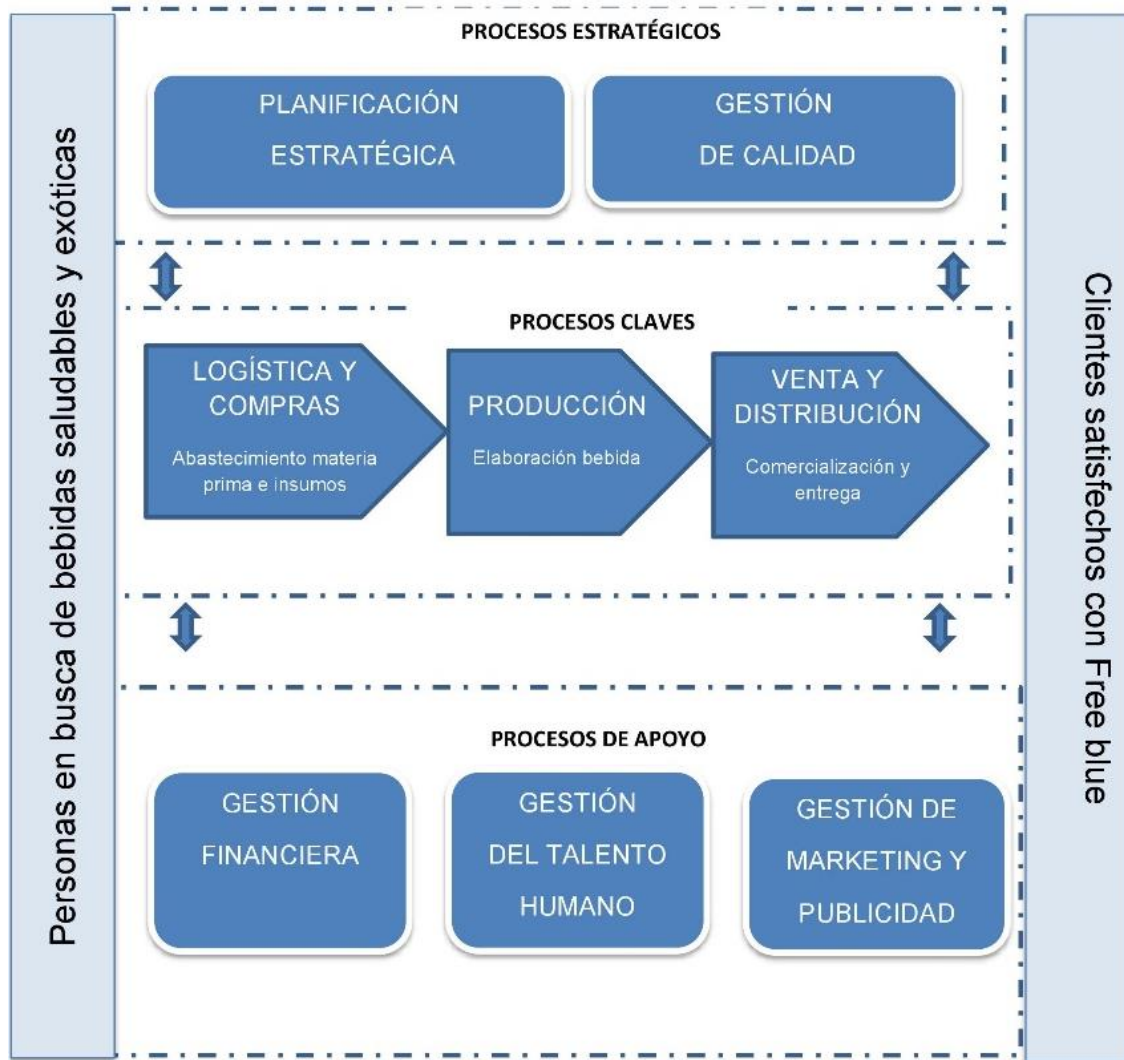 Personas en busca de bebidas saludables y exóticas
PROCESOS ESTRATÉGICOS
PLANIFICACIÓN
ESTRATÉGICA
GESTIÓN
DE CALIDAD
PROCESOS CLAVES
LOGÍSTICA Y
COMPRAS
Abastecimiento materia
prima e insumos
PRODUCCIÓN
Elaboración bebida
VENTA Y
DISTRIBUCIÓN
Comercialización y
entrega
PROCESOS DE APOYO
GESTIÓN
FINANCIERA
GESTIÓN
DEL TALENTO
HUMANO
GESTIÓN DE
MARKETING Y
PUBLICIDAD
Clientes satisfechos con Free blue